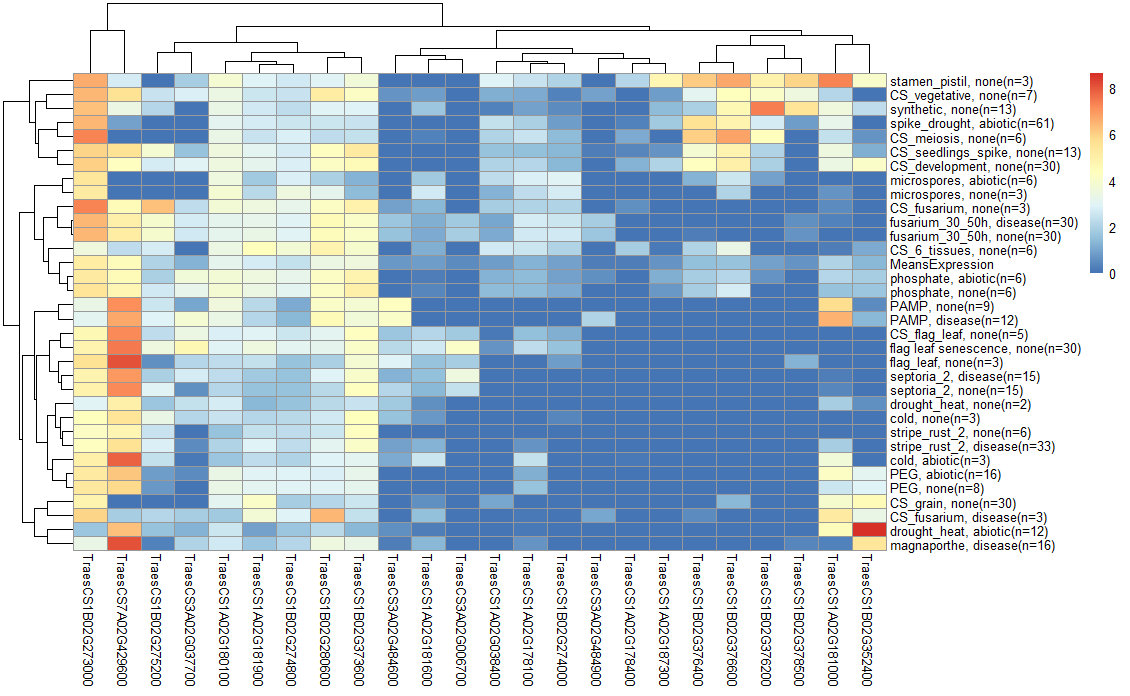 stamen_pistil, none(n=3)
CS_vegetative, none(n=7)
synthetic, none(n=13)
spike_drought, abiotic(n=61)
CS_meiosis, none(n=6)
CS_seedlings_spike, none(n=13)
CS_development, none(n=30)
microspores, abiotic(n=6)
microspores, none(n=3)
CS_fusarium, none(n=3)
fusarium_30_50h, disease(n=30)
fusarium_30_50h, none(n=30)
CS_6_tissues, none(n=6)
MeansExpression
phosphate, abiotic(n=6)
phosphate, none(n=6)
PAMP, none(n=9)
PAMP, disease(n=12)
CS_flag_leaf, none(n=5)
flag leaf senescence, none(n=30)
flag_leaf, none(n=3)
septoria_2, disease(n=15)
septoria_2, none(n=15)
drought_heat, none(n=2)
cold, none(n=3)
stripe_rust_2, none(n=6)
stripe_rust_2, disease(n=33)
cold, abiotic(n=3)
PEG, abiotic(n=16)
PEG, none(n=8)
CS_grain, none(n=30)
CS_fusarium, disease(n=3)
drought_heat, abiotic(n=12)
magnaporthe, disease(n=16)
8
6
4
2
0
TraesCS1B02G273000
TraesCS7A02G429600
TraesCS1B02G275200
TraesCS3A02G037700
TraesCS1A02G180100
TraesCS1A02G181900
TraesCS1B02G274800
TraesCS1B02G280600
TraesCS1B02G373600
TraesCS3A02G484600
TraesCS1A02G181600
TraesCS3A02G006700
TraesCS1A02G038400
TraesCS1A02G178100
TraesCS1B02G274000
TraesCS3A02G484900
TraesCS1A02G178400
TraesCS1A02G187300
TraesCS1B02G376400
TraesCS1B02G376600
TraesCS1B02G376200
TraesCS1B02G378500
TraesCS1A02G181000
TraesCS1B02G352400